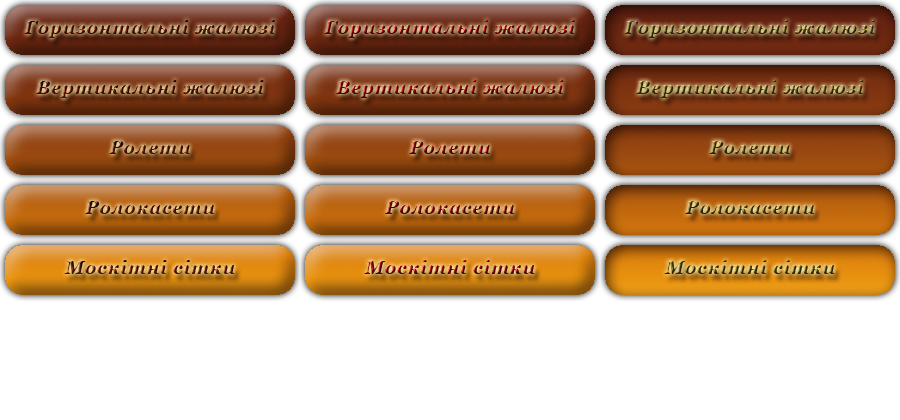 Горизонтальні жалюзі Горизонтальні жалюзі Горизонтальні жалюзі
Вертикальні жалюзі Вертикальні жалюзі Вертикальні жалюзі
Ролети Ролети Ролети
Ролокасети Ролокасети Ролокасети
Москітні сітки Москітні сітки Москітні сітки